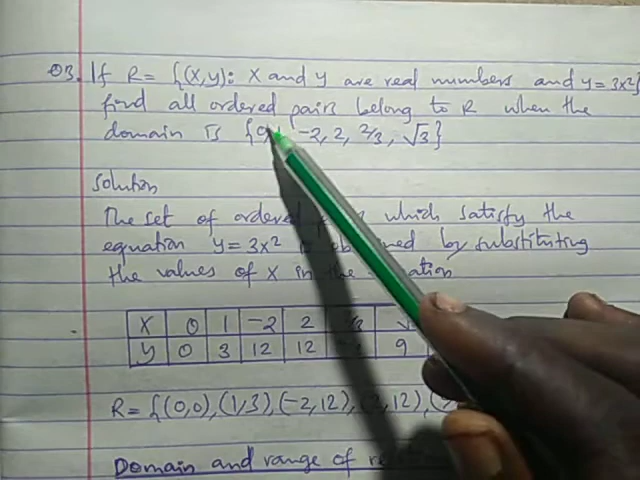 Q3. If R = {(x,y): x and y are real numbers and y = 3x²}
find all ordered pairs belong to R when the
domain is {0, -2, 2, 2/3, √3}
Solution
The set of ordered which satisfy the
equation y = 3x² by substituting
the values of x in the
X 0 1 -2 2
Y 0 3 12 12 9
R = {(0,0), (1,3), (-2,12), (2,12), (
Domain and range of